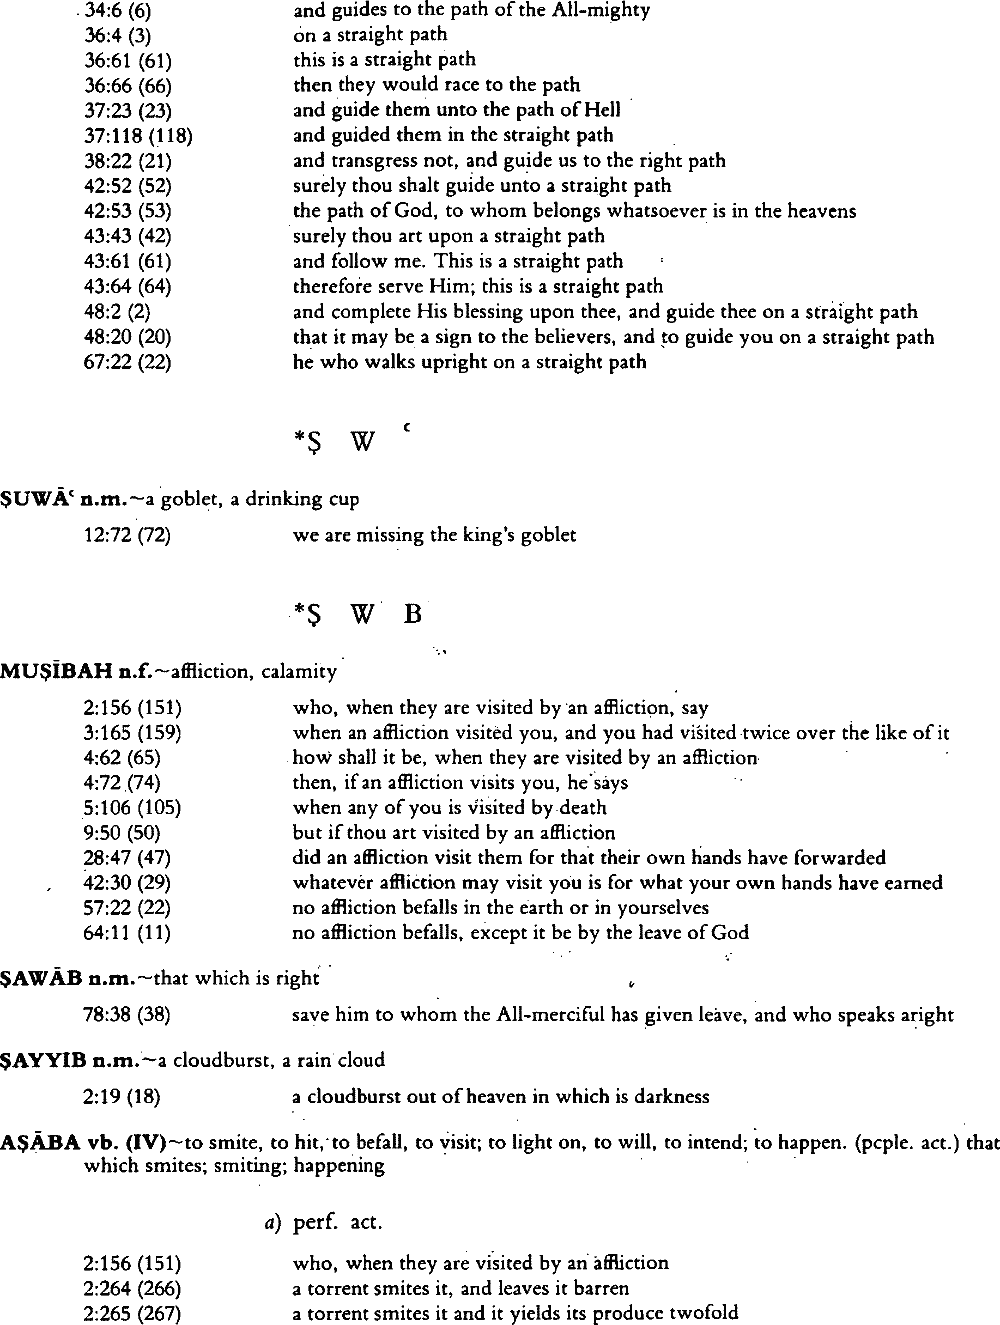 34:6 (6) and guides to the path of the All-mighty
36:4 (3) on a straight path
36:61 (61) this is a straight path
36:66 (66) then they would race to the path
37:23 (23) and guide them unto the path of Hell
37:118 (118) and guided them in the straight path
38:22 (21) and transgress not, and guide us to the right path
42:52 (52) surely thou shalt guide unto a straight path
42:53 (53) the path of God, to whom belongs whatsoever is in the heavens
43:43 (42) surely thou art upon a straight path
43:61 (61) and follow me. This is a straight path
43:64 (64) therefore serve Him; this is a straight path
48:2 (2) and complete His blessing upon thee, and guide thee on a straight path
48:20 (20) that it may be a sign to the believers, and to guide you on a straight path
67:22 (22) he who walks upright on a straight path
*Ṣ W ʿ
ṢUWĀʿ n.m.~a goblet, a drinking cup
12:72 (72) we are missing the king's goblet
*Ṣ W B
MUṢĪBAH n.f.~affliction, calamity
2:156 (151) who, when they are visited by an affliction, say
3:165 (159) when an affliction visited you, and you had visited twice over the like of it
4:62 (65) how shall it be, when they are visited by an affliction
4:72 (74) then, if an affliction visits you, he says
5:106 (105) when any of you is visited by death
9:50 (50) but if thou art visited by an affliction
28:47 (47) did an affliction visit them for that their own hands have forwarded
42:30 (29) whatever affliction may visit you is for what your own hands have earned
57:22 (22) no affliction befalls in the earth or in yourselves
64:11 (11) no affliction befalls, except it be by the leave of God
ṢAWĀB n.m.~that which is right
78:38 (38) save him to whom the All-merciful has given leave, and who speaks aright
ṢAYYIB n.m.~a cloudburst, a rain cloud
2:19 (18) a cloudburst out of heaven in which is darkness
AṢĀBA vb. (IV)~to smite, to hit, to befall, to visit; to light on, to will, to intend; to happen. (pcple. act.) that
which smites; smiting; happening
a) perf. act.
2:156 (151) who, when they are visited by an affliction
2:264 (266) a torrent smites it, and leaves it barren
2:265 (267) a torrent smites it and it yields its produce twofold